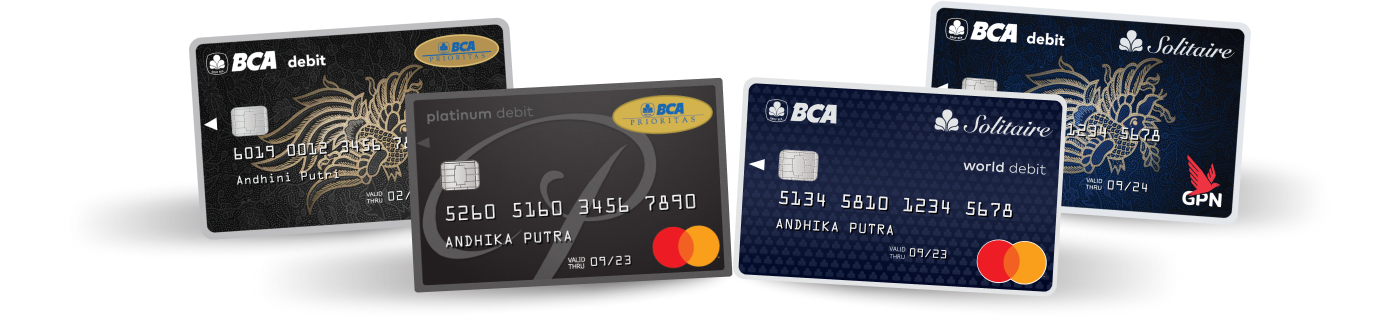 BCA debit
BCA
PRIORITAS
6019 0012 3456 78
Andhini Putri
VALID THRU 02/
platinum debit
BCA
PRIORITAS
5260 5160 3456 7890
ANDHIKA PUTRA
VALID THRU 09/23
BCA
Solitaire
world debit
5134 5810 1234 5678
ANDHIKA PUTRA
VALID THRU 09/23
BCA debit
Solitaire
1234 5678
VALID THRU 09/24
GPN